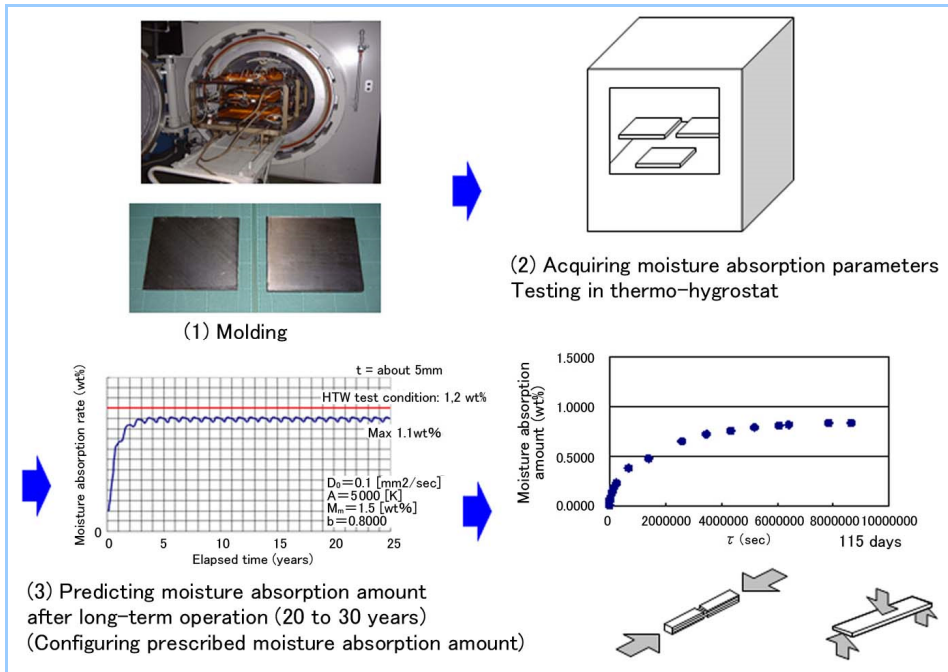 (1) Molding
(2) Acquiring moisture absorption parameters
Testing in thermo-hygrostat
Moisture absorption rate (wt%)
t = about 5mm
HTW test condition: 1,2 wt%
Max 1.1wt%
D₀=0.1 [mm2/sec]
A=5000 [K]
Mₘ=1.5 [wt%]
b=0.8000
0
0 5 10 15 20 25
Elapsed time (years)
(3) Predicting moisture absorption amount
after long-term operation (20 to 30 years)
(Configuring prescribed moisture absorption amount)
Moisture absorption
amount (wt%)
1.5000
1.0000
0.5000
0.0000
0 20000000 40000000 60000000 80000000 10000000
τ (sec)
115 days